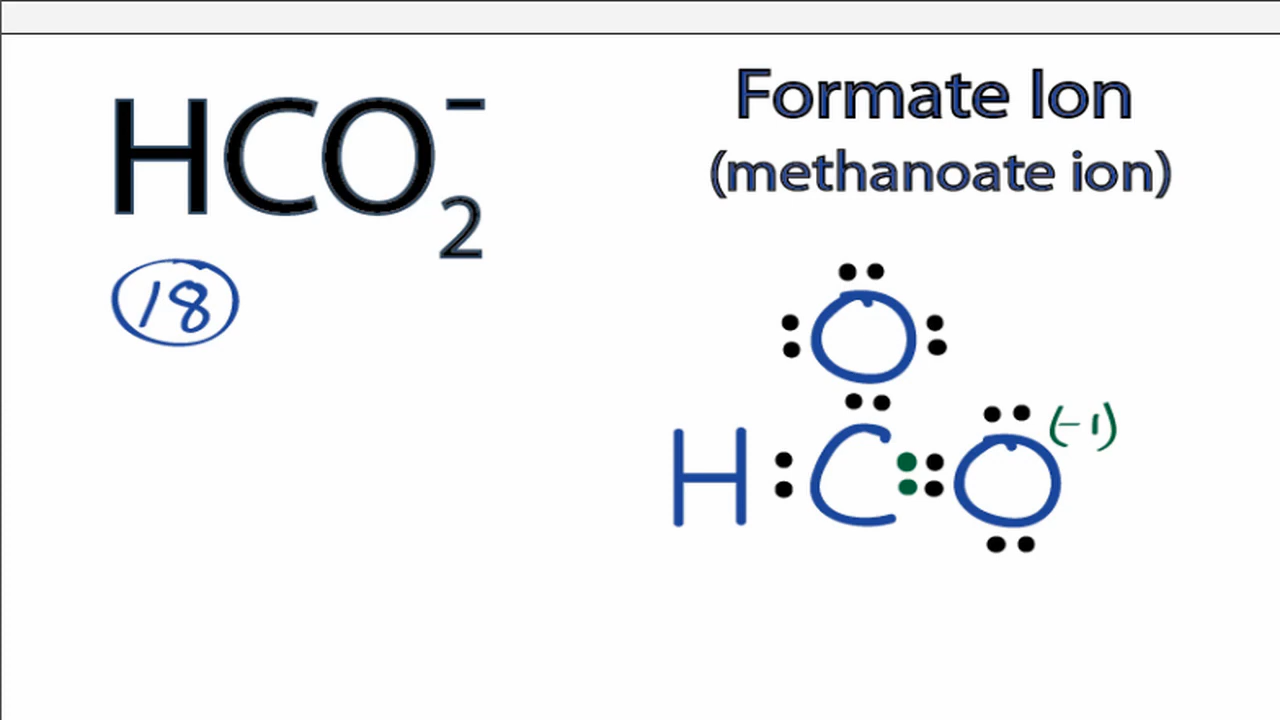 HCO₂⁻
Formate Ion
(methanoate ion)
18
O
H C O (-1)